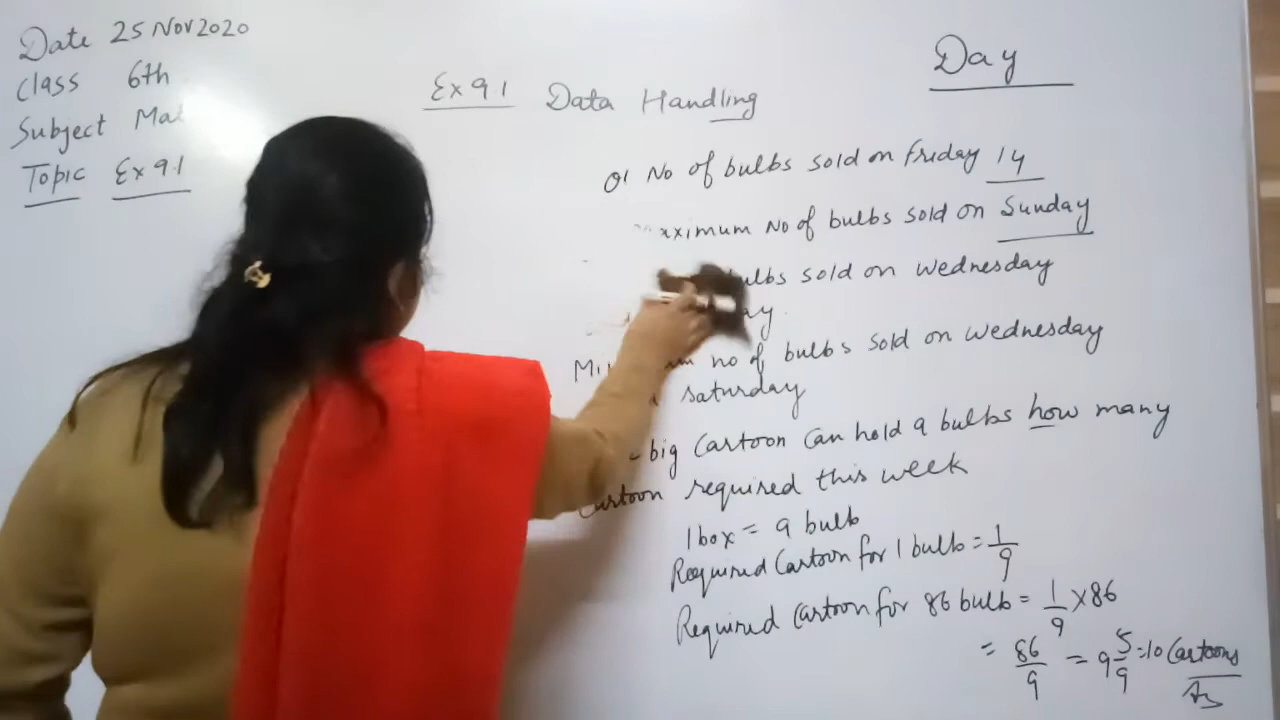 Date 25 Nov 2020
Class 6th
Subject Mat
Topic Ex 9.1
Day
Ex 9.1 Data Handling
No of bulbs sold on Friday 14
maximum No of bulbs sold on Sunday
bulbs sold on wednesday
no of bulbs sold on wednesday
saturday
big Cartoon Can hold 9 bulbs how many
Cartoon required this week
1 box = 9 bulb
Required Cartoon for 1 bulb = 1/9
Required Cartoon for 86 bulb = 1/9 × 86
= 86/9 = 9 5/9 = 10 Cartoons